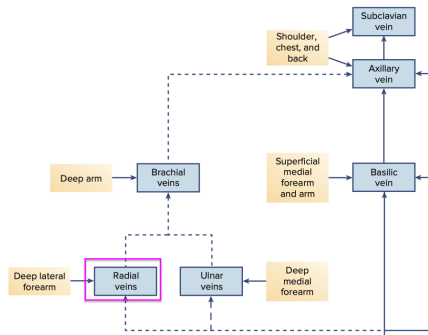 Subclavian
vein
Shoulder,
chest, and
back
Axillary
vein
Deep arm
Brachial
veins
Superficial
medial
forearm
and arm
Basilic
vein
Deep lateral
forearm
Radial
veins
Ulnar
veins
Deep
medial
forearm